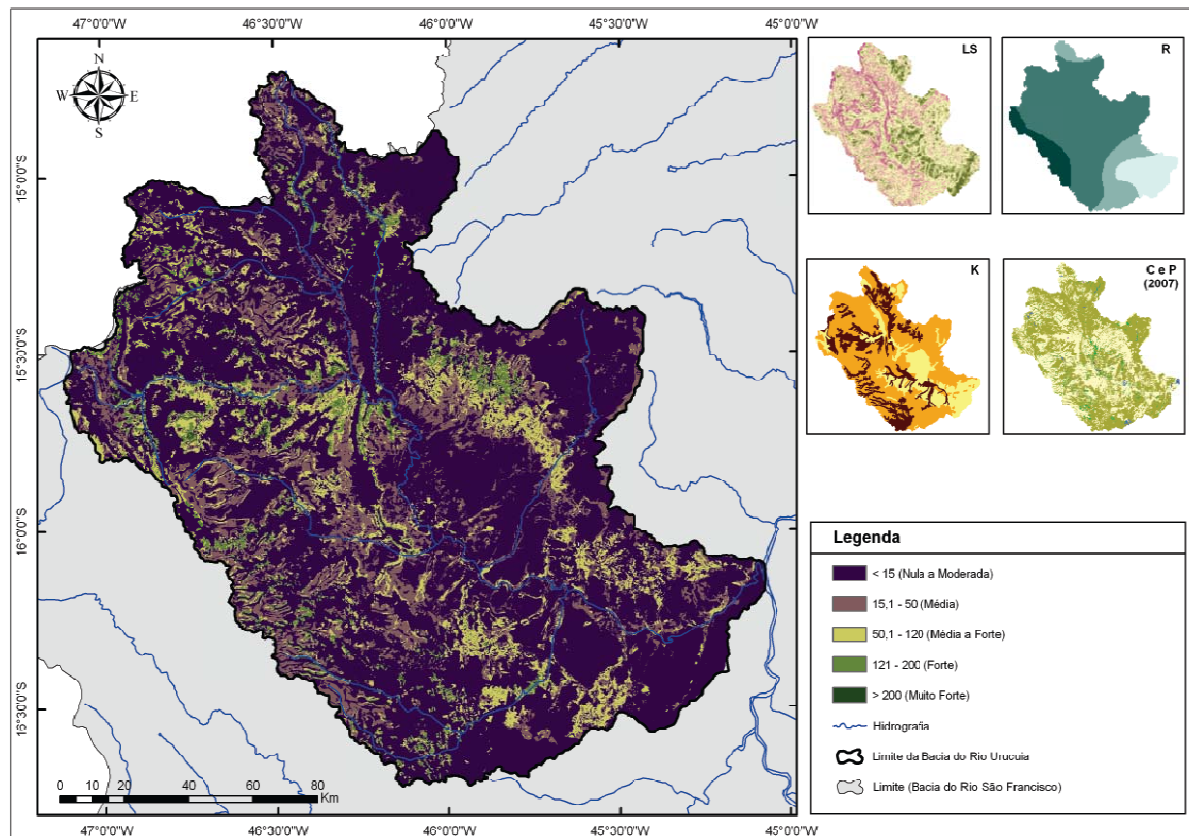 47°0'0"W 46°30'0"W 46°0'0"W 45°30'0"W 45°0'0"W
N
W E
S
15°0'0"S
15°30'0"S
16°0'0"S
16°30'0"S
0 10 20 40 60 80
Km
47°0'0"W 46°30'0"W 46°0'0"W 45°30'0"W 45°0'0"W
LS
R
K
C e P
(2007)
Legenda
< 15 (Nula a Moderada)
15,1 - 50 (Média)
50,1 - 120 (Média a Forte)
121 - 200 (Forte)
> 200 (Muito Forte)
Hidrografia
Limite da Bacia do Rio Urucuia
Limite (Bacia do Rio São Francisco)